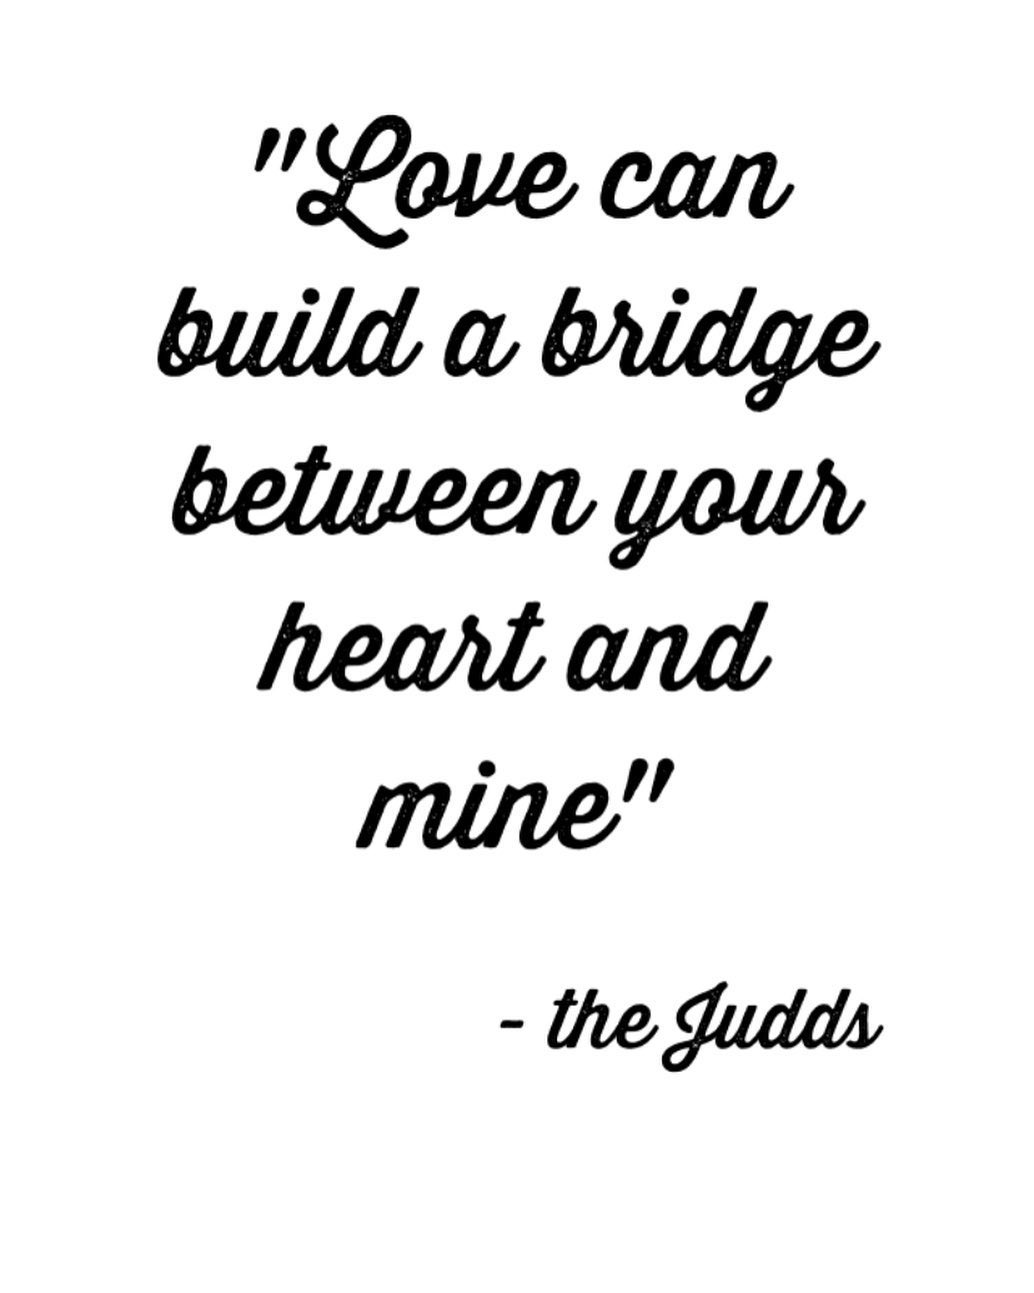 "Love can
build a bridge
between your
heart and
mine"
- the Judds